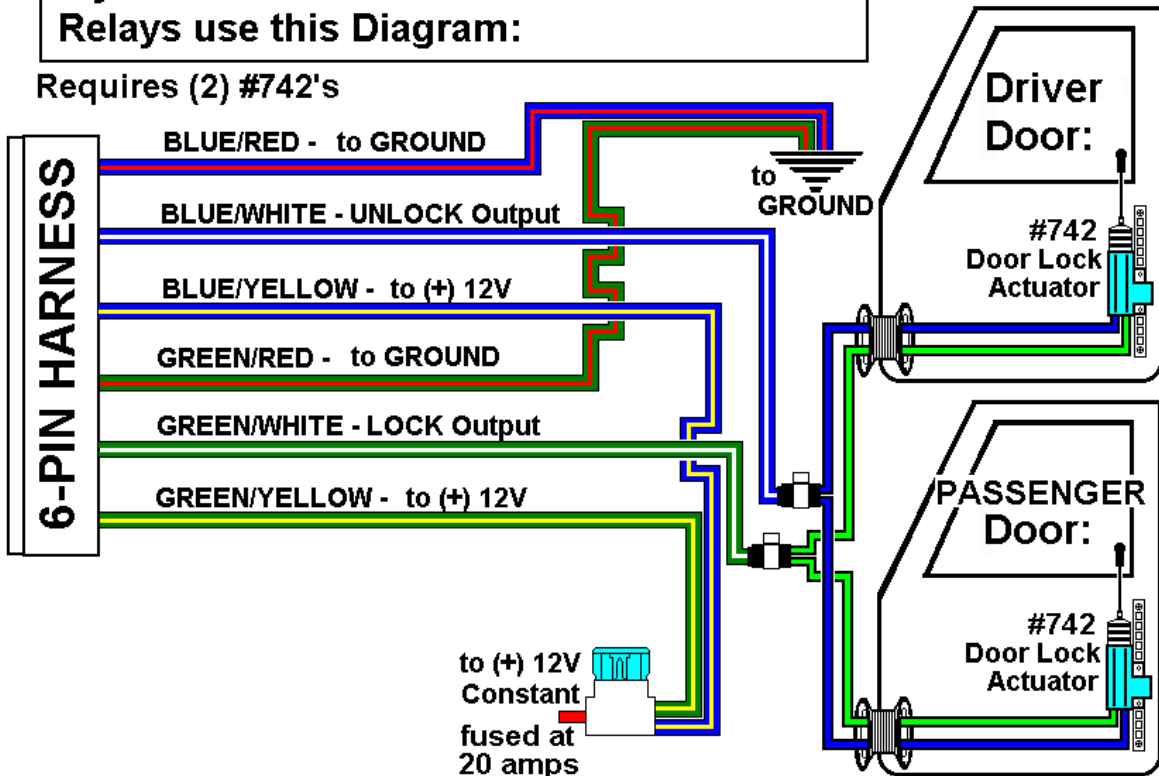 Relays use this Diagram:
Requires (2) #742's
6-PIN HARNESS
BLUE/RED - to GROUND
BLUE/WHITE - UNLOCK Output
BLUE/YELLOW - to (+) 12V
GREEN/RED - to GROUND
GREEN/WHITE - LOCK Output
GREEN/YELLOW - to (+) 12V
to
GROUND
Driver
Door:
#742
Door Lock
Actuator
PASSENGER
Door:
#742
Door Lock
Actuator
to (+) 12V
Constant
fused at
20 amps